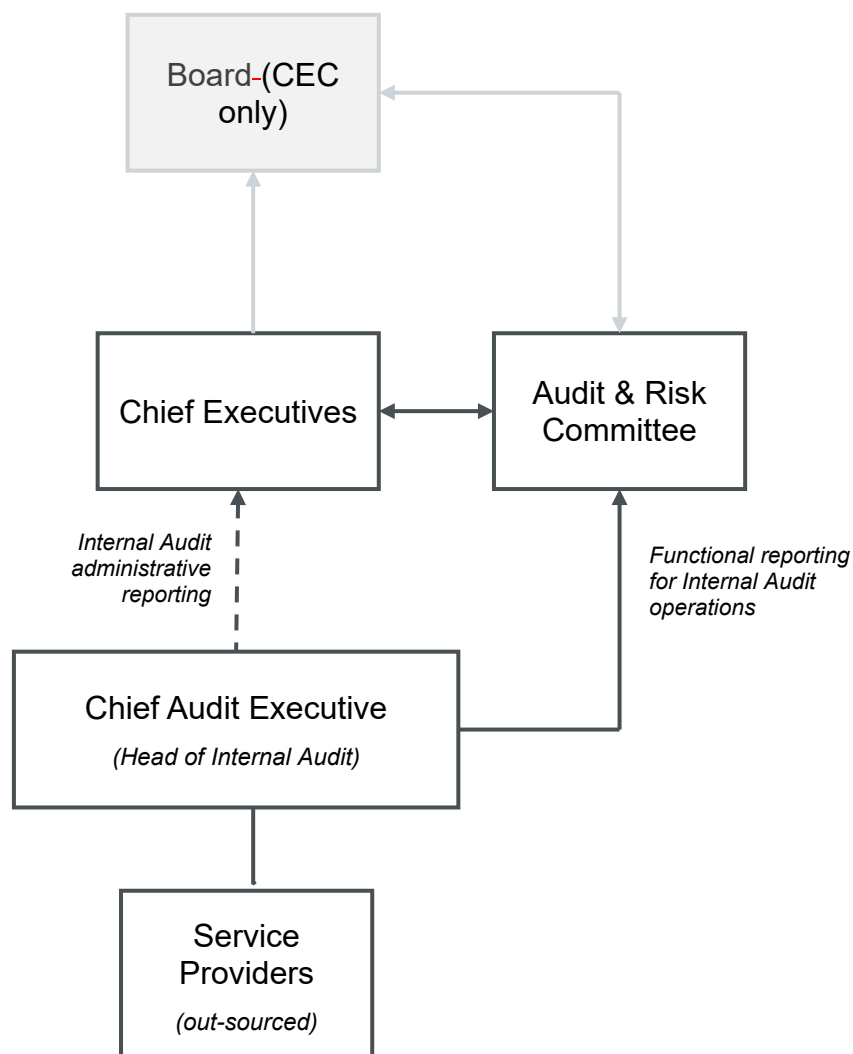 Board-(CEC
only)
Chief Executives
Audit & Risk
Committee
Internal Audit
administrative
reporting
Functional reporting
for Internal Audit
operations
Chief Audit Executive
(Head of Internal Audit)
Service
Providers
(out-sourced)